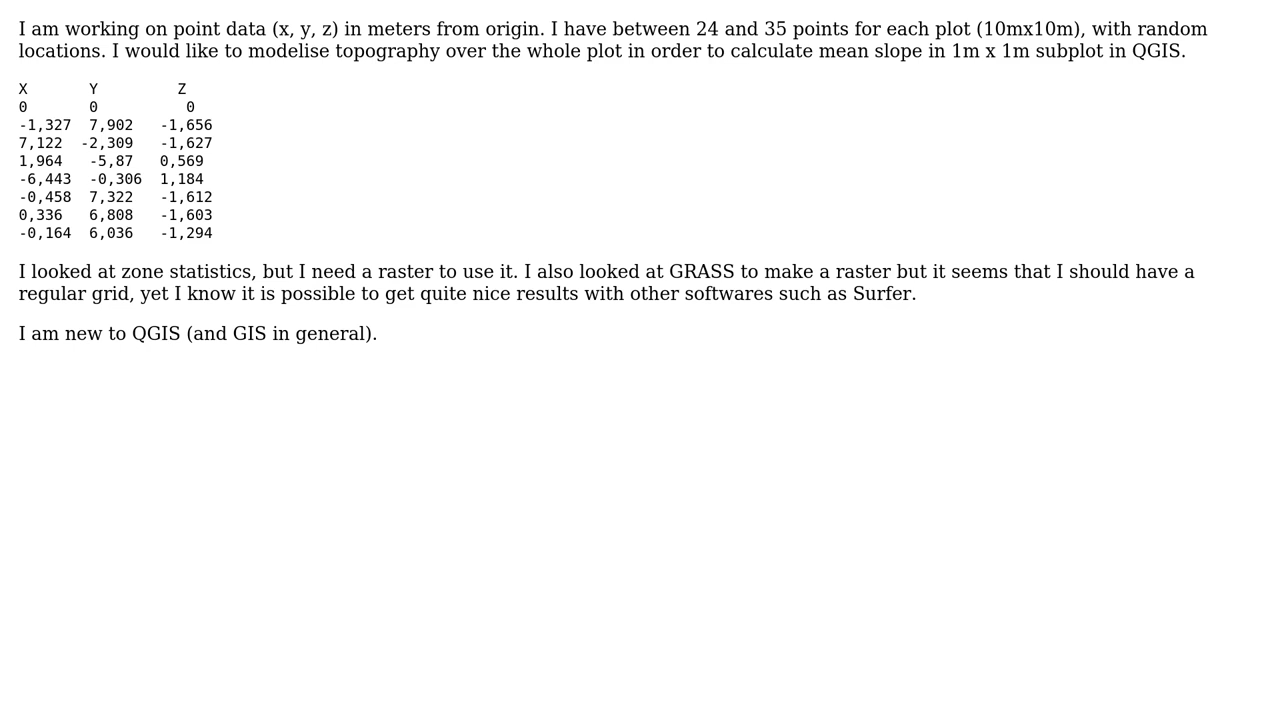 I am working on point data (x, y, z) in meters from origin. I have between 24 and 35 points for each plot (10mx10m), with random
locations. I would like to modelise topography over the whole plot in order to calculate mean slope in 1m x 1m subplot in QGIS.
X Y Z
0 0 0
-1,327 7,902 -1,656
7,122 -2,309 -1,627
1,964 -5,87 0,569
-6,443 -0,306 1,184
-0,458 7,322 -1,612
0,336 6,808 -1,603
-0,164 6,036 -1,294
I looked at zone statistics, but I need a raster to use it. I also looked at GRASS to make a raster but it seems that I should have a
regular grid, yet I know it is possible to get quite nice results with other softwares such as Surfer.
I am new to QGIS (and GIS in general).